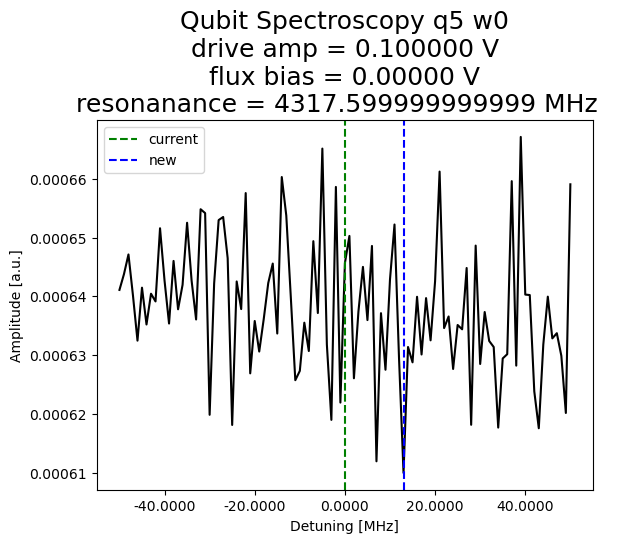 Qubit Spectroscopy q5 w0
drive amp = 0.100000 V
flux bias = 0.00000 V
resonanance = 4317.599999999999 MHz
current
new
0.00066
0.00065
0.00064
0.00063
0.00062
0.00061
Amplitude [a.u.]
-40.0000 -20.0000 0.0000 20.0000 40.0000
Detuning [MHz]